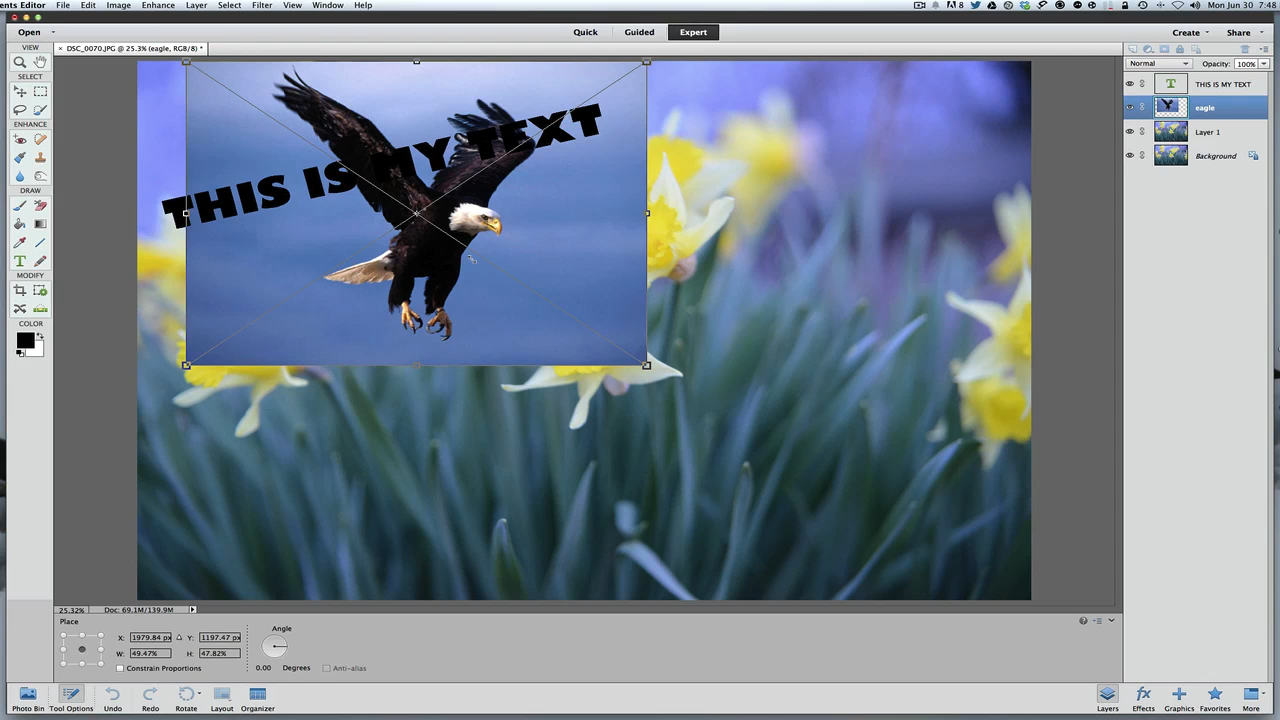 ents Editor File Edit Image Enhance Layer Select Filter View Window Help 8 Mon Jun 30 7:48
Open Quick Guided Expert Create Share
VIEW × DSC_0070.JPG @ 25.3% (eagle, RGB/8) *
Normal Opacity: 100%
SELECT
THIS IS MY TEXT
eagle
ENHANCE
Layer 1
Background
DRAW
MODIFY
COLOR
THIS IS MY TEXT
25.32% Doc: 69.1M/139.9M
Place
X: 1979.84 px Y: 1197.47 px Angle
W: 49.47% H: 47.82%
Constrain Proportions 0.00 Degrees Anti-alias
Photo Bin Tool Options Undo Redo Rotate Layout Organizer Layers Effects Graphics Favorites More